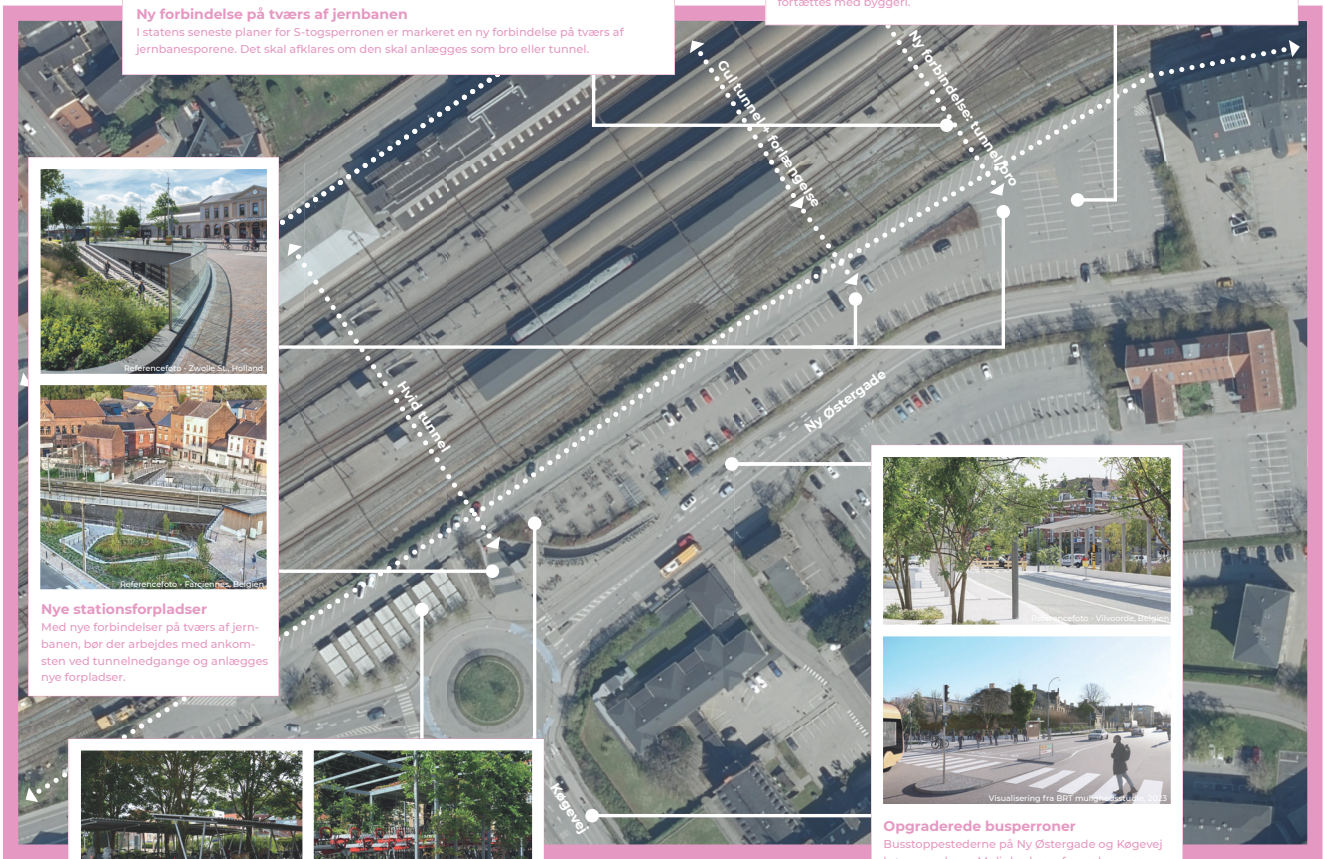 fortættes med byggeri.
Ny forbindelse på tværs af jernbanen
I statens seneste planer for S-togsperronen er markeret en ny forbindelse på tværs af
jernbanesporene. Det skal afklares om den skal anlægges som bro eller tunnel.
Gul tunnel + forlængelse
Ny forbindelse: tunnel/bro
Hvid tunnel
Ny Østergade
Køgevej
Referencefoto - Zwolle St., Holland
Referencefoto - Farciennes, Belgien
Nye stationsforpladser
Med nye forbindelser på tværs af jern-
banen, bør der arbejdes med ankom-
sten ved tunnelnedgange og anlægges
nye forpladser.
Referencefoto - Vilvoorde, Belgien
Visualisering fra BRT mulighedsstudie, 2023
Opgraderede busperroner
Busstoppestederne på Ny Østergade og Køgevej